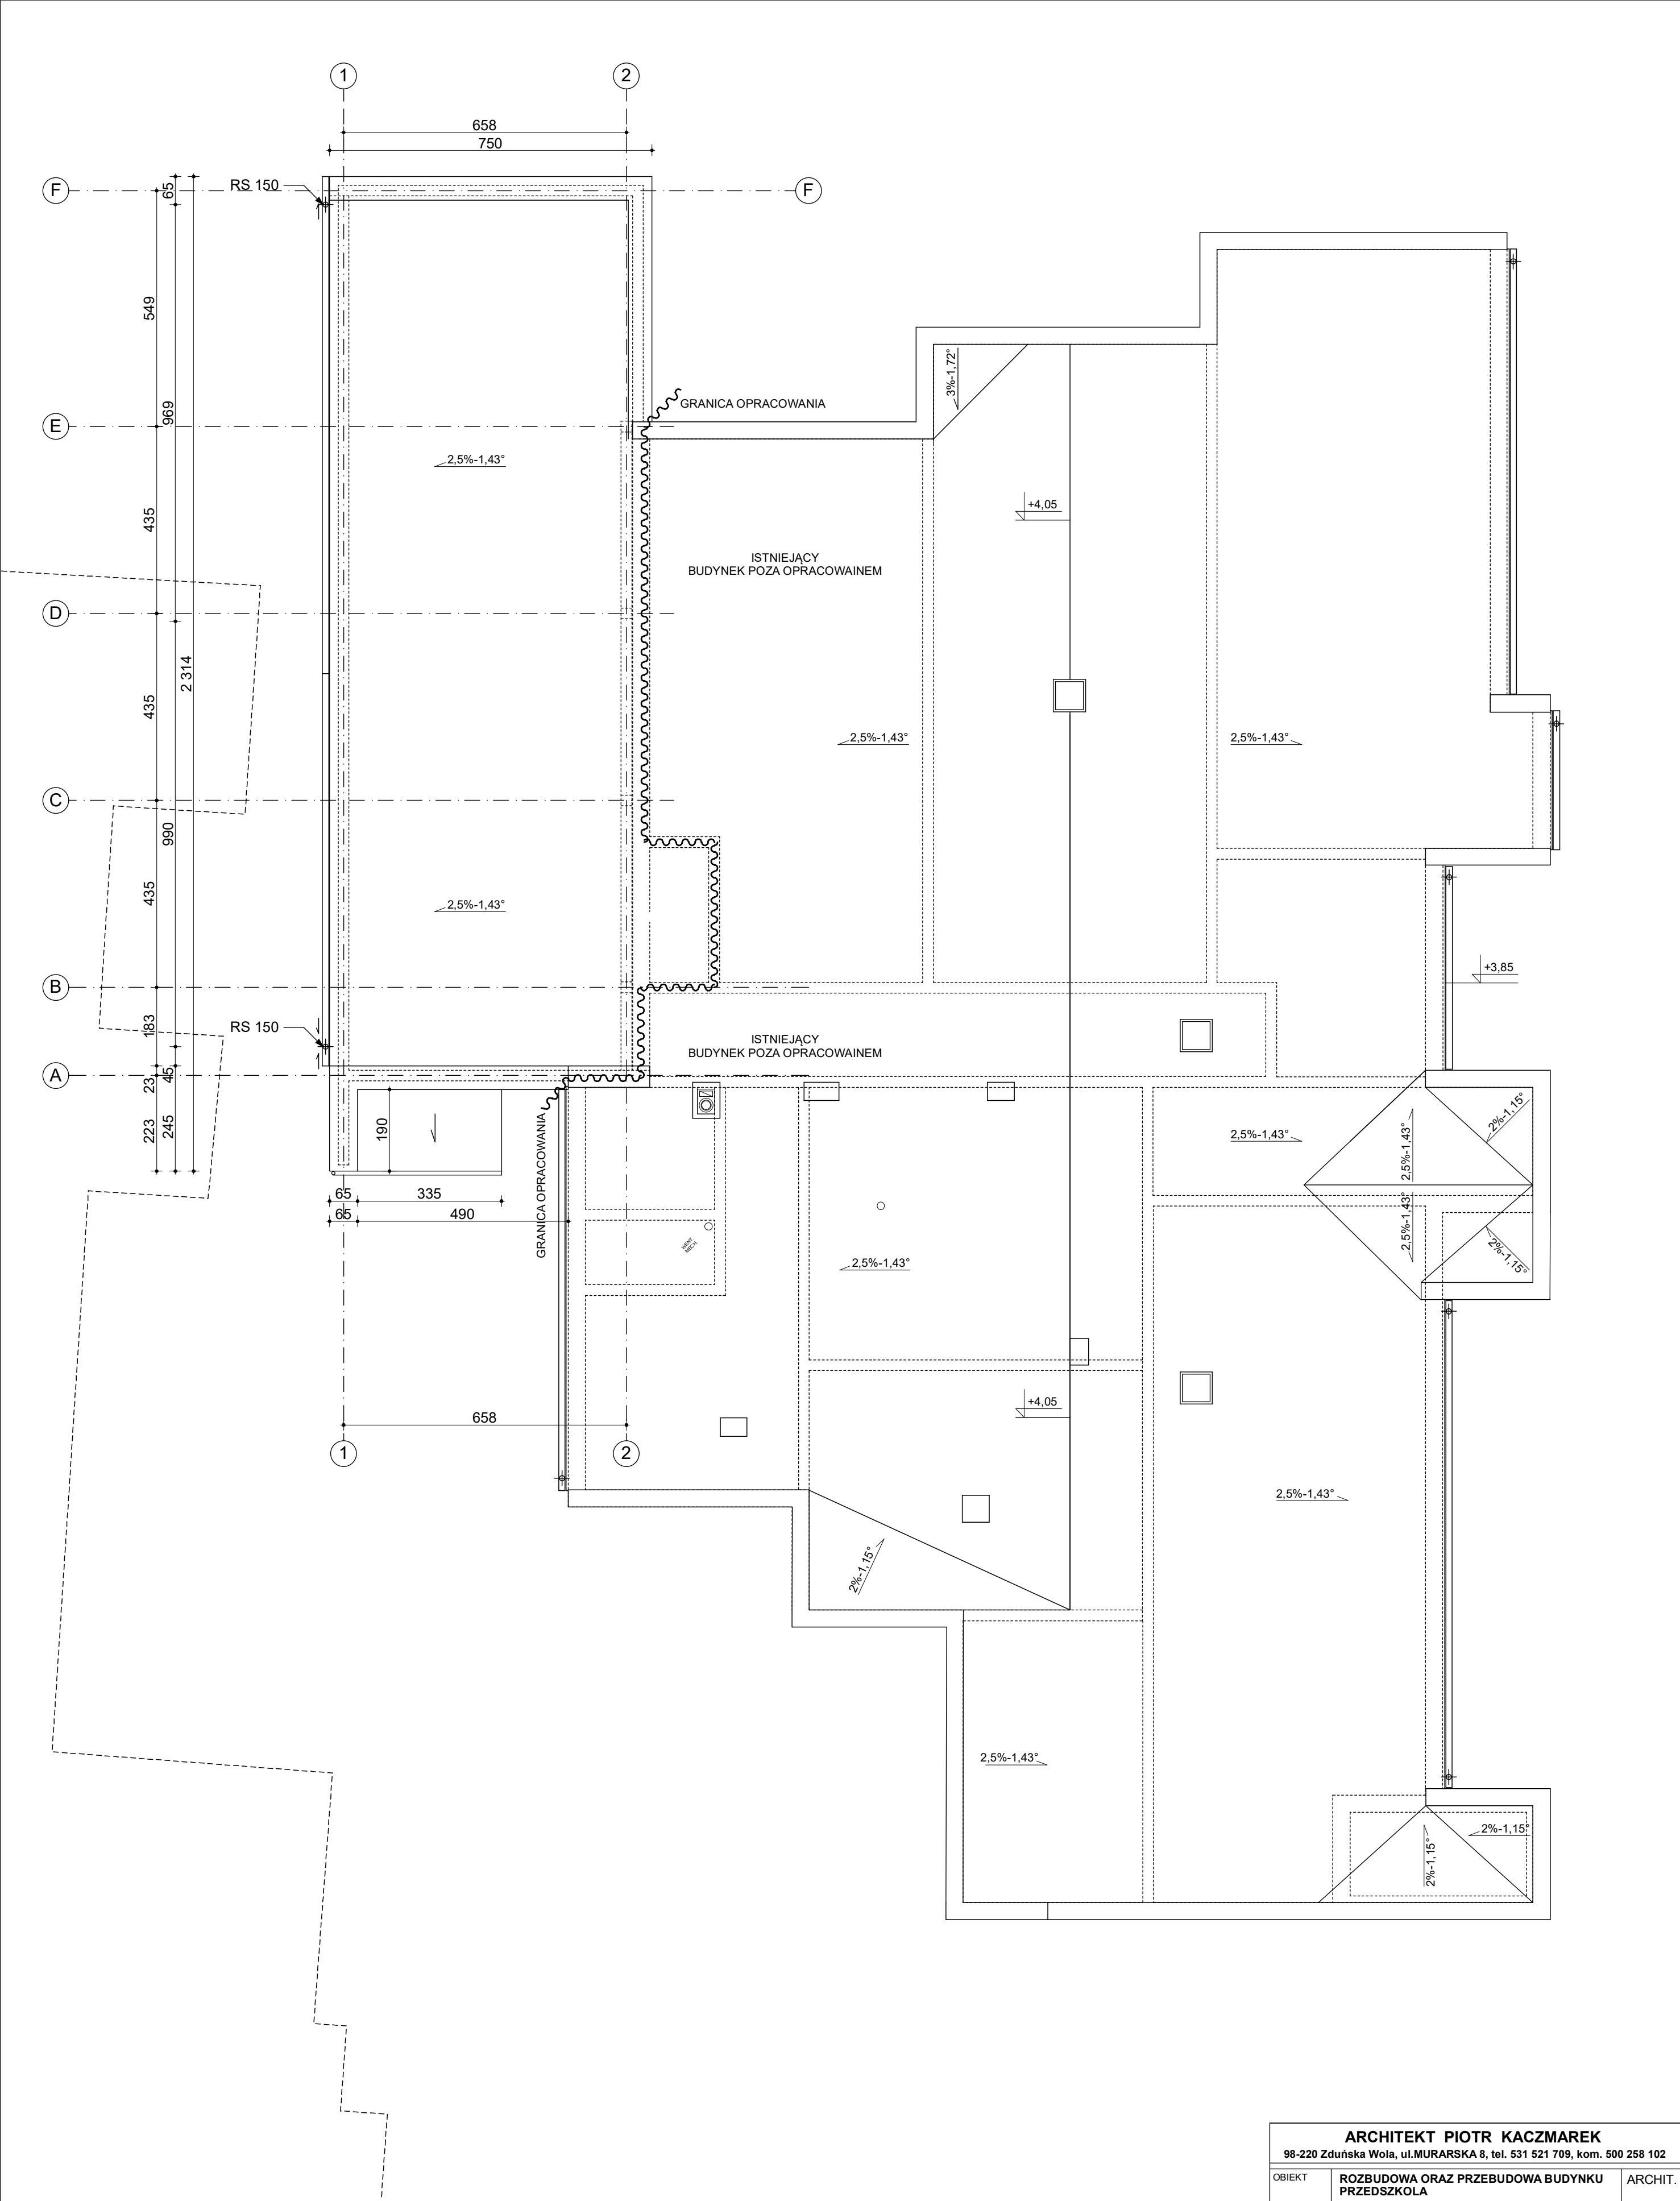 1
2
658
750
F
65
RS 150
F
549
3%-1,72°
GRANICA OPRACOWANIA
969
E
2,5%-1,43°
+4,05
435
ISTNIEJĄCY
BUDYNEK POZA OPRACOWAINEM
D
2 314
435
2,5%-1,43°
2,5%-1,43°
C
990
435
2,5%-1,43°
+3,85
B
183
RS 150
ISTNIEJĄCY
BUDYNEK POZA OPRACOWAINEM
A
23
45
223
245
190
GRANICA OPRACOWANIA
2,5%-1,43°
2,5%-1,43°
2%-1,15°
65
335
65
490
2,5%-1,43°
2%-1,15°
WENT.
MECH.
2,5%-1,43°
+4,05
658
1
2
2,5%-1,43°
2%-1,15°
2,5%-1,43°
2%-1,15°
2%-1,15°
ARCHITEKT PIOTR KACZMAREK
98-220 Zduńska Wola, ul.MURARSKA 8, tel. 531 521 709, kom. 500 258 102
OBIEKT
ROZBUDOWA ORAZ PRZEBUDOWA BUDYNKU
PRZEDSZKOLA
ARCHIT.